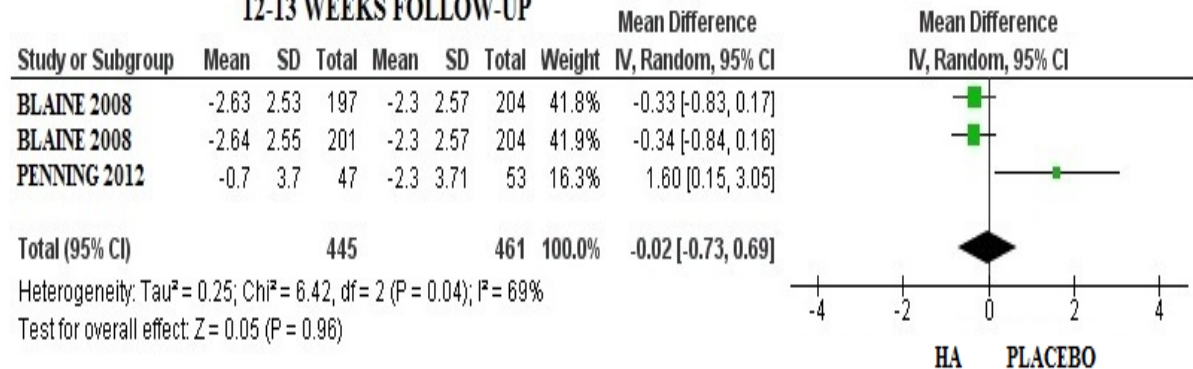 12-13 WEEKS FOLLOW-UP
Mean Difference Mean Difference
Study or Subgroup Mean SD Total Mean SD Total Weight IV, Random, 95% CI IV, Random, 95% CI
BLAINE 2008 -2.63 2.53 197 -2.3 2.57 204 41.8% -0.33 [-0.83, 0.17]
BLAINE 2008 -2.64 2.55 201 -2.3 2.57 204 41.9% -0.34 [-0.84, 0.16]
PENNING 2012 -0.7 3.7 47 -2.3 3.71 53 16.3% 1.60 [0.15, 3.05]
Total (95% CI) 445 461 100.0% -0.02 [-0.73, 0.69]
Heterogeneity: Tau² = 0.25; Chi² = 6.42, df = 2 (P = 0.04); I² = 69%
Test for overall effect: Z = 0.05 (P = 0.96)
-4 -2 0 2 4
HA PLACEBO